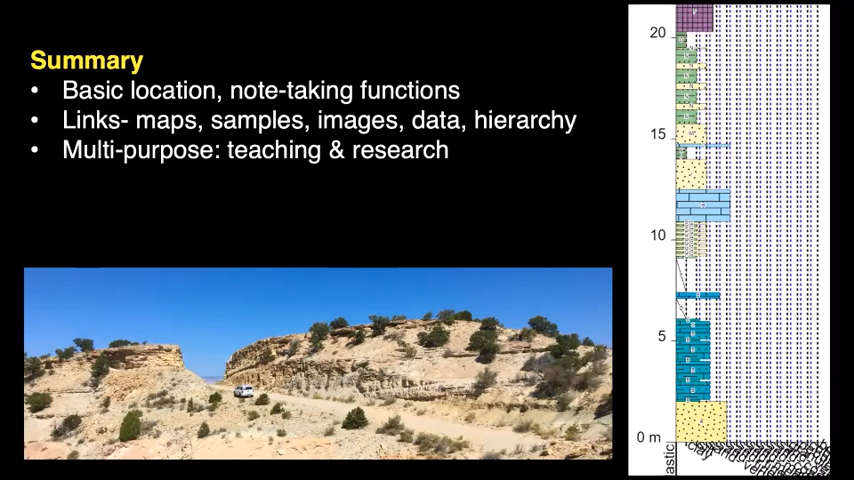 Summary
• Basic location, note-taking functions
• Links- maps, samples, images, data, hierarchy
• Multi-purpose: teaching & research
20
15
10
5
0 m
clay